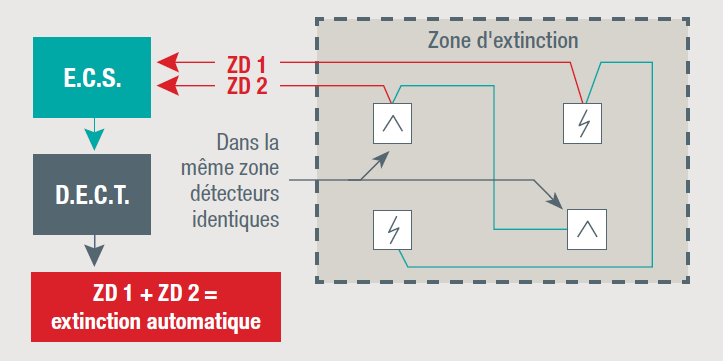 Zone d'extinction
E.C.S.
ZD 1
ZD 2
Dans la
même zone
détecteurs
identiques
D.E.C.T.
ZD 1 + ZD 2 =
extinction automatique